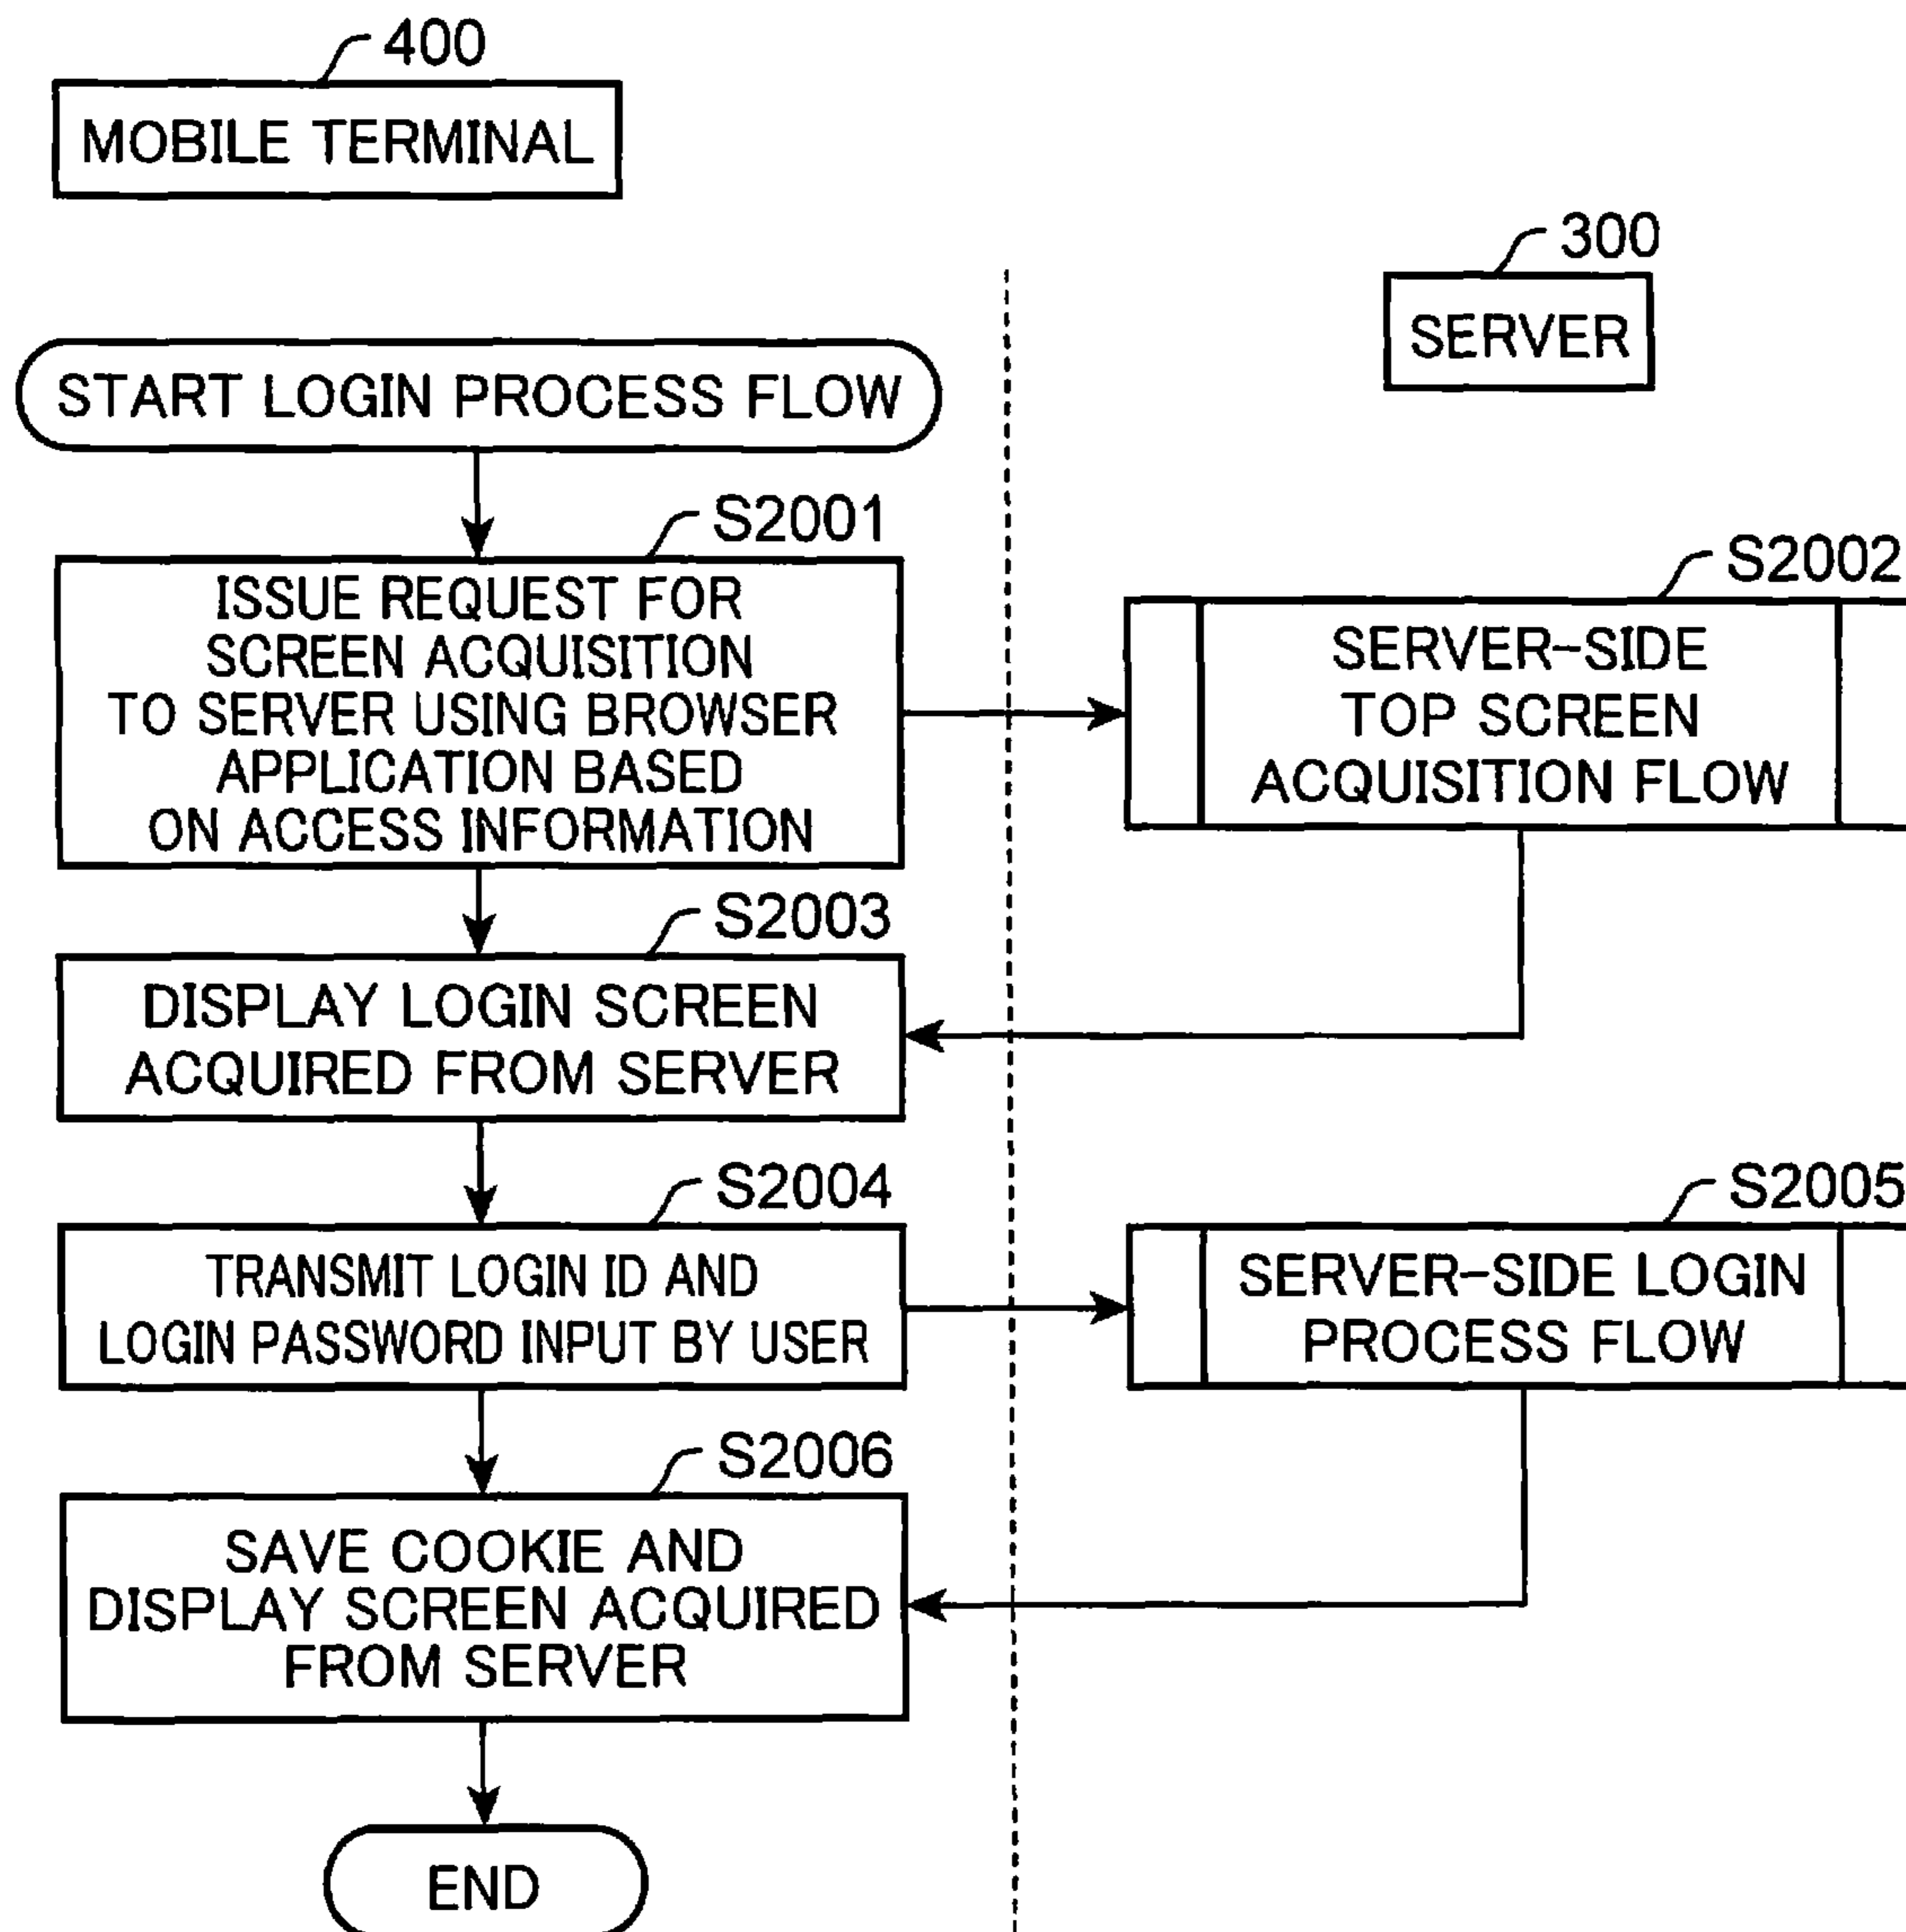 400
MOBILE TERMINAL
300
SERVER
START LOGIN PROCESS FLOW
S2001
ISSUE REQUEST FOR
SCREEN ACQUISITION
TO SERVER USING BROWSER
APPLICATION BASED
ON ACCESS INFORMATION
S2002
SERVER-SIDE
TOP SCREEN
ACQUISITION FLOW
S2003
DISPLAY LOGIN SCREEN
ACQUIRED FROM SERVER
S2004
TRANSMIT LOGIN ID AND
LOGIN PASSWORD INPUT BY USER
S2005
SERVER-SIDE LOGIN
PROCESS FLOW
S2006
SAVE COOKIE AND
DISPLAY SCREEN ACQUIRED
FROM SERVER
END